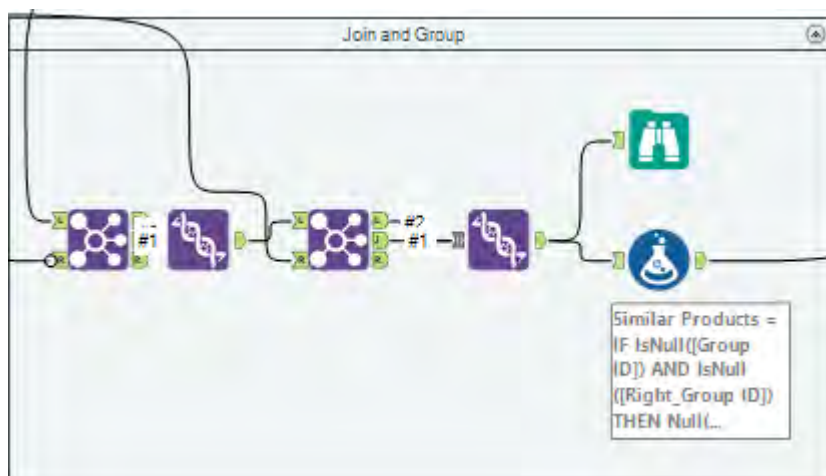 Join and Group
L
R
R
#1
L
R
L
J
R
#2
#1
Similar Products =
IF IsNull([Group
ID]) AND IsNull
([Right_Group ID])
THEN Null(...